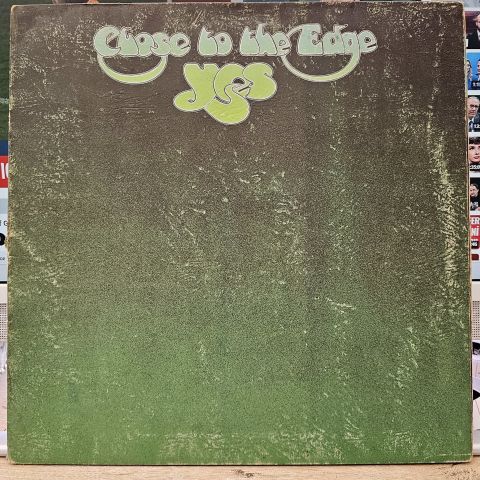 Close to the Edge
yes